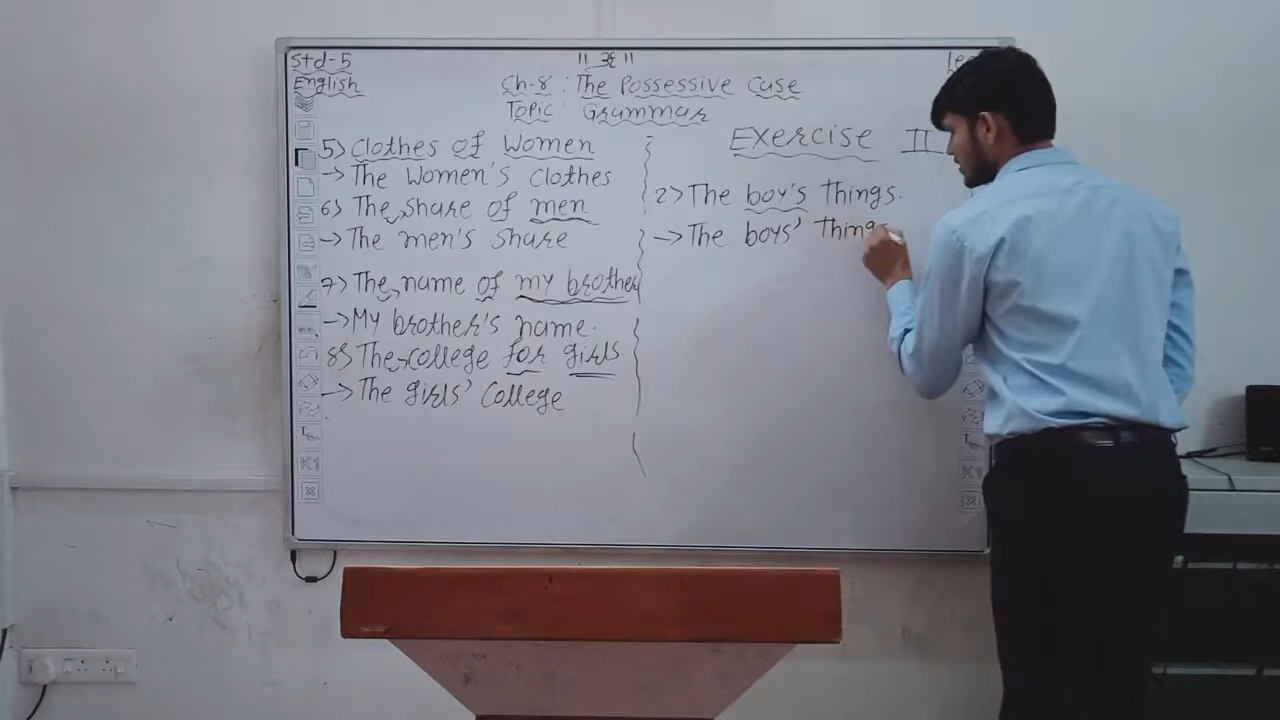 Std-5
English
॥ ૐ ॥
Ch-8 : The Possessive Case
Topic : Grammar
5> Clothes of Women
→ The Women's clothes
6> The share of men
→ The men's share
7> The name of my brother
→ My brother's name.
8> The college for girls
→ The girls' College
Exercise II
2> The boy's things.
→ The boys' things
K1
K1